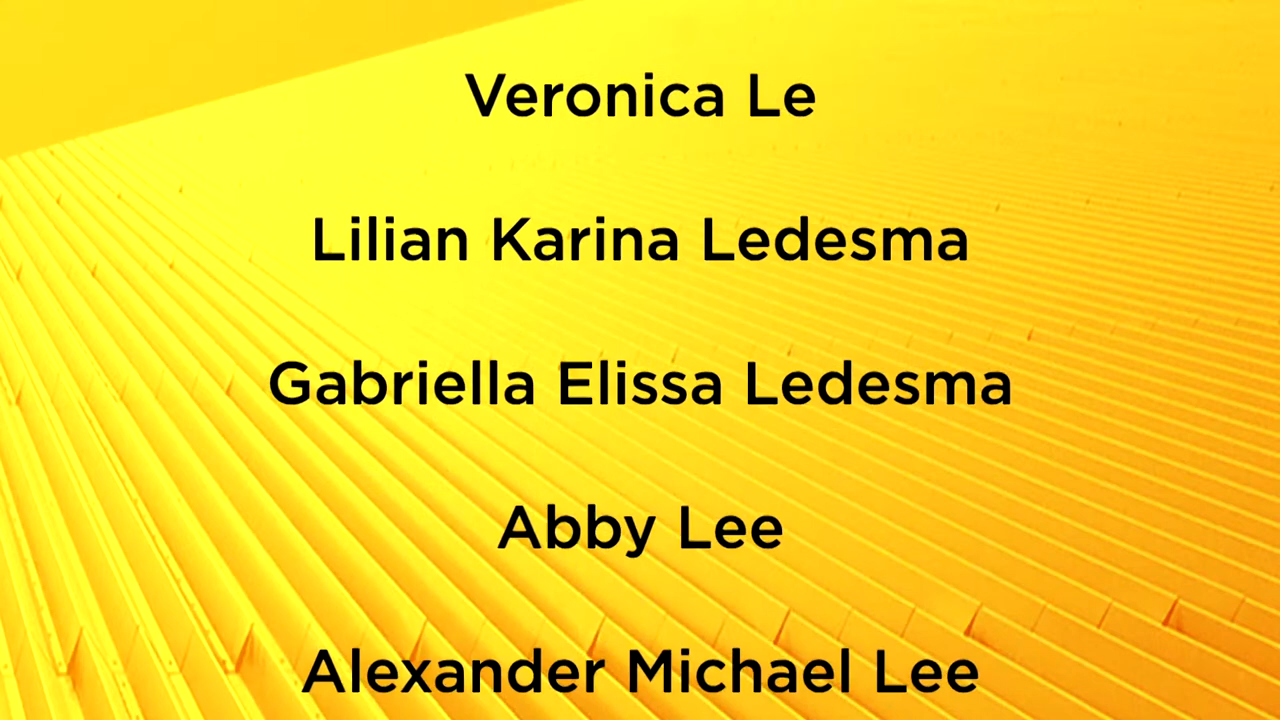 Veronica Le
Lilian Karina Ledesma
Gabriella Elissa Ledesma
Abby Lee
Alexander Michael Lee